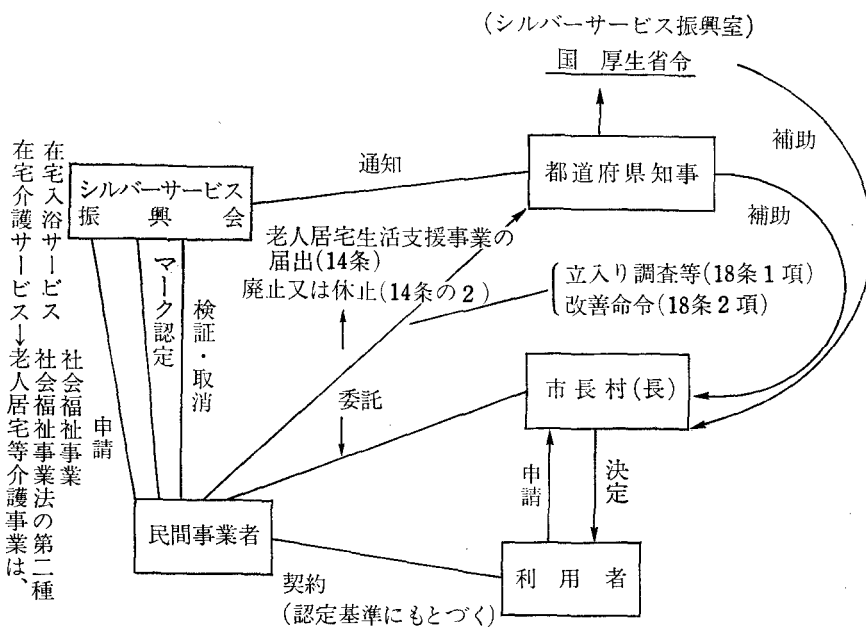 (シルバーサービス振興室)
国 厚生省令
補助
都道府県知事
補助
通知
シルバーサービス
振興会
老人居宅生活支援事業の
届出(14条)
廃止又は休止(14条の2)
立入り調査等(18条1項)
改善命令(18条2項)
マーク認定
検証・取消
申請
在宅入浴サービス
在宅介護サービス→老人居宅等介護事業は、
社会福祉事業法の第二種
社会福祉事業
委託
市長村(長)
申請
決定
民間事業者
利用者
契約
(認定基準にもとづく)